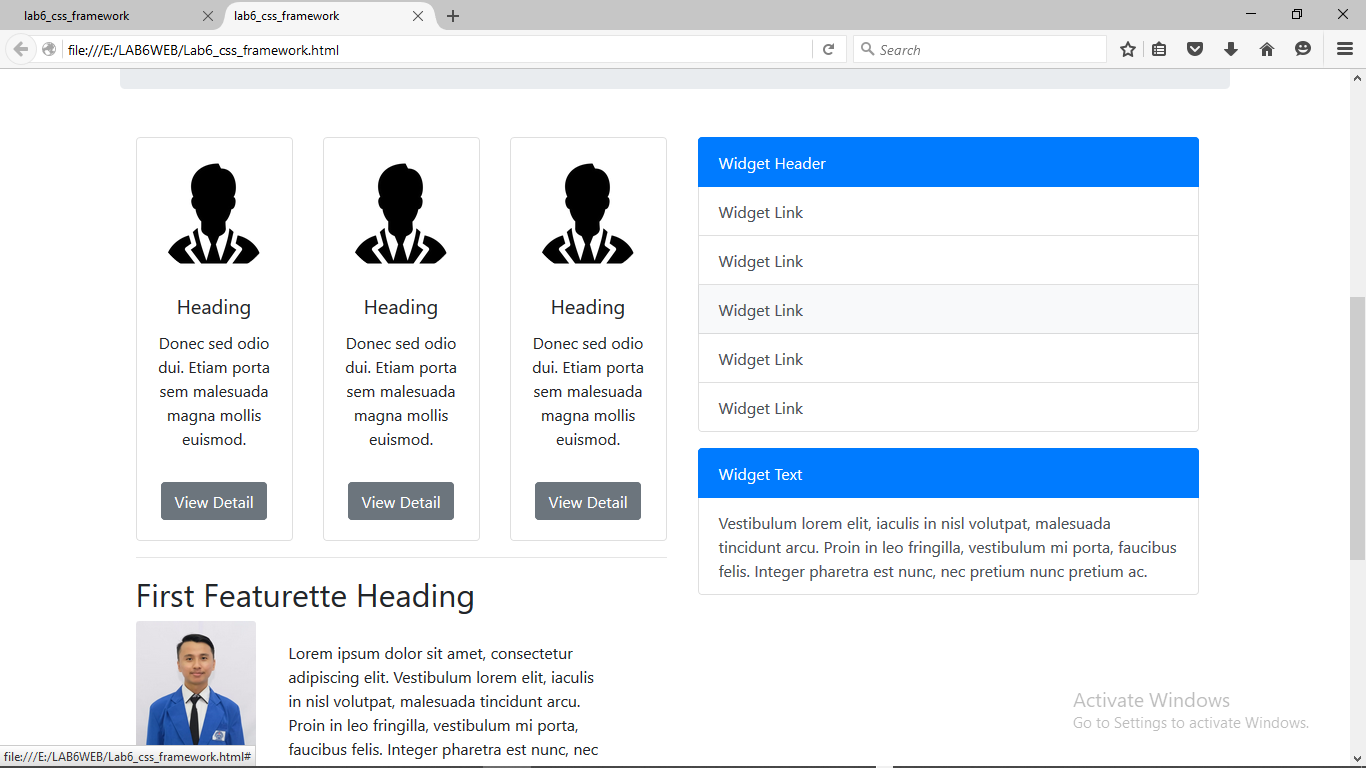 lab6_css_framework
lab6_css_framework
file:///E:/LAB6WEB/Lab6_css_framework.html
Search
Heading
Donec sed odio
dui. Etiam porta
sem malesuada
magna mollis
euismod.
View Detail
Heading
Donec sed odio
dui. Etiam porta
sem malesuada
magna mollis
euismod.
View Detail
Heading
Donec sed odio
dui. Etiam porta
sem malesuada
magna mollis
euismod.
View Detail
Widget Header
Widget Link
Widget Link
Widget Link
Widget Link
Widget Link
Widget Text
Vestibulum lorem elit, iaculis in nisl volutpat, malesuada
tincidunt arcu. Proin in leo fringilla, vestibulum mi porta, faucibus
felis. Integer pharetra est nunc, nec pretium nunc pretium ac.
First Featurette Heading
Lorem ipsum dolor sit amet, consectetur
adipiscing elit. Vestibulum lorem elit, iaculis
in nisl volutpat, malesuada tincidunt arcu.
Proin in leo fringilla, vestibulum mi porta,
faucibus felis. Integer pharetra est nunc, nec
Activate Windows
Go to Settings to activate Windows.
file:///E:/LAB6WEB/Lab6_css_framework.html#